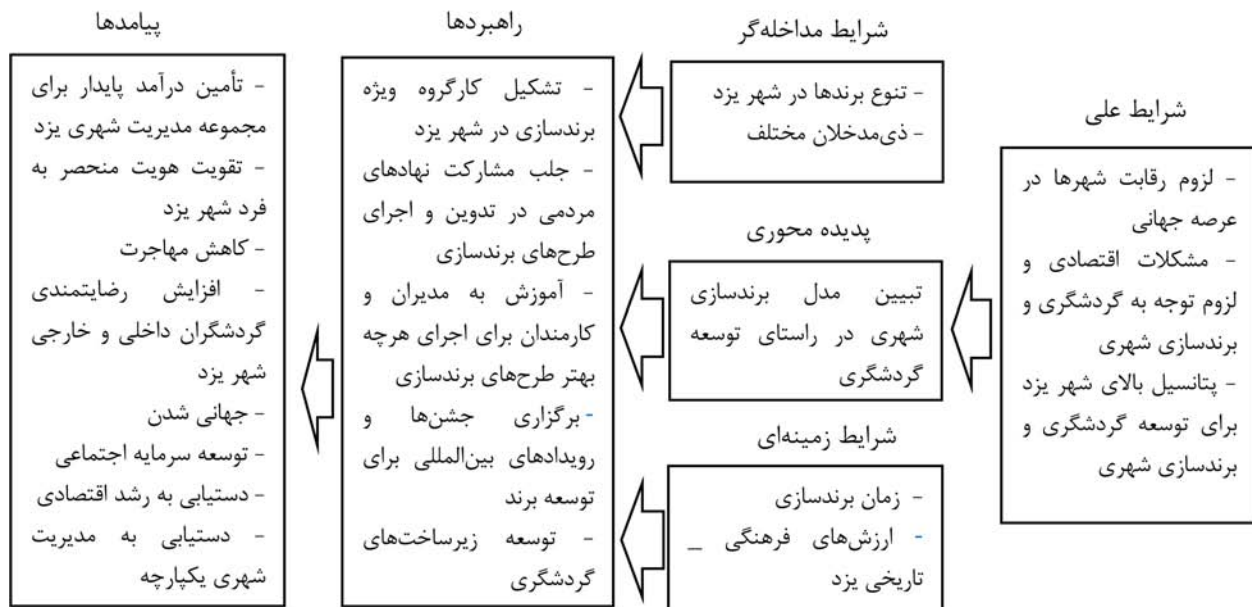 شرایط علی
- لزوم رقابت شهرها در
عرصه جهانی
- مشکلات اقتصادی و
لزوم توجه به گردشگری و
برندسازی شهری
- پتانسیل بالای شهر یزد
برای توسعه گردشگری و
برندسازی شهری
شرایط مداخله‌گر
- تنوع برندها در شهر یزد
- ذی‌مدخلان مختلف
پدیده محوری
تبیین مدل برندسازی
شهری در راستای توسعه
گردشگری
شرایط زمینه‌ای
- زمان برندسازی
- ارزش‌های فرهنگی _
تاریخی یزد
راهبردها
- تشکیل کارگروه ویژه
برندسازی در شهر یزد
- جلب مشارکت نهادهای
مردمی در تدوین و اجرای
طرح‌های برندسازی
- آموزش به مدیران و
کارمندان برای اجرای هرچه
بهتر طرح‌های برندسازی
- برگزاری جشن‌ها و
رویدادهای بین‌المللی برای
توسعه برند
- توسعه زیرساخت‌های
گردشگری
پیامدها
- تأمین درآمد پایدار برای
مجموعه مدیریت شهری یزد
- تقویت هویت منحصر به
فرد شهر یزد
- کاهش مهاجرت
- افزایش رضایتمندی
گردشگران داخلی و خارجی
شهر یزد
- جهانی شدن
- توسعه سرمایه اجتماعی
- دستیابی به رشد اقتصادی
- دستیابی به مدیریت
شهری یکپارچه